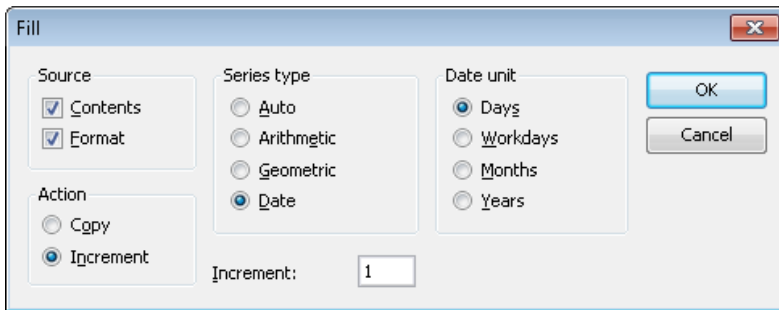 Fill
Source
Contents
Format
Action
Copy
Increment
Series type
Auto
Arithmetic
Geometric
Date
Increment: 1
Date unit
Days
Workdays
Months
Years
OK
Cancel